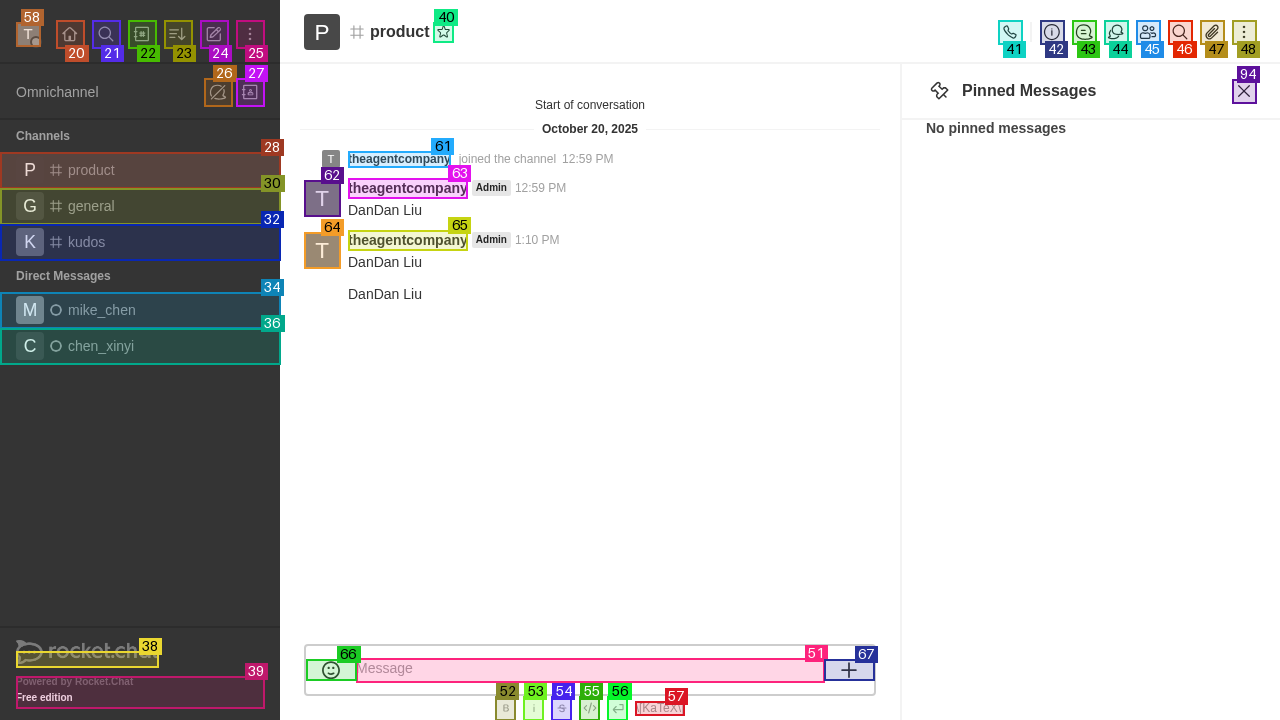 58
T
20
21
22
23
24
25
P
# product
40
41
42
43
44
45
46
47
48
Omnichannel
26
27
Pinned Messages
94
No pinned messages
Channels
28
P # product
30
G # general
32
K # kudos
Direct Messages
34
M mike_chen
36
C chen_xinyi
Start of conversation
October 20, 2025
61
T theagentcompany joined the channel 12:59 PM
62
63
T theagentcompany Admin 12:59 PM
DanDan Liu
64
65
T theagentcompany Admin 1:10 PM
DanDan Liu
DanDan Liu
38
rocket.chat
39
Powered by Rocket.Chat
Free edition
66
51
67
Message
52
53
54
55
56
57
B
i
S
</>
\[KaTeX\]